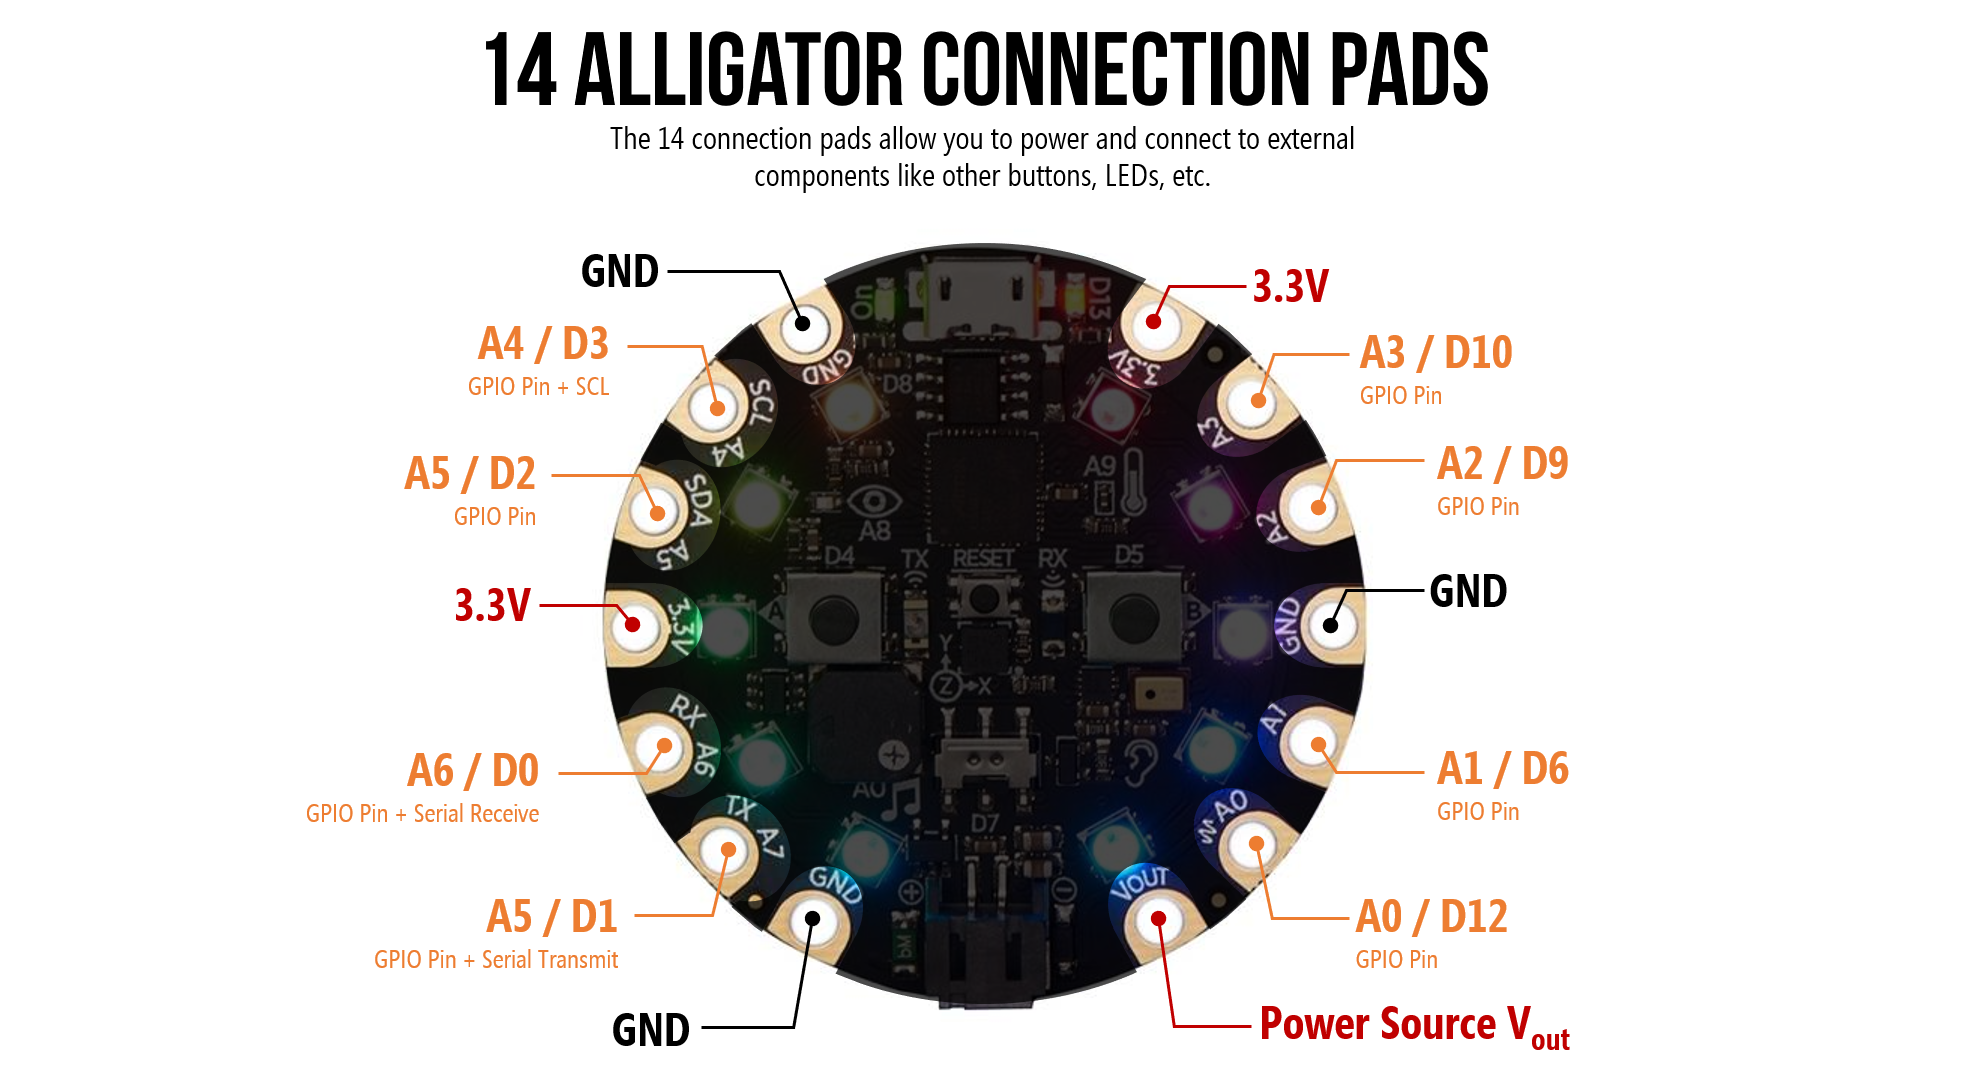 14 ALLIGATOR CONNECTION PADS
The 14 connection pads allow you to power and connect to external
components like other buttons, LEDs, etc.
GND
3.3V
A4 / D3
GPIO Pin + SCL
A3 / D10
GPIO Pin
A5 / D2
GPIO Pin
A2 / D9
GPIO Pin
3.3V
GND
A6 / D0
GPIO Pin + Serial Receive
A1 / D6
GPIO Pin
A5 / D1
GPIO Pin + Serial Transmit
A0 / D12
GPIO Pin
GND
Power Source Vout
On
D13
GND
3.3V
D8
SCL
A4
A3
SDA
A5
A9
A2
A8
D4
TX
RESET
RX
D5
3.3V
A
B
GND
Y
Z
X
RX
A6
A1
A0
TX
A7
D7
A0
GND
VOUT